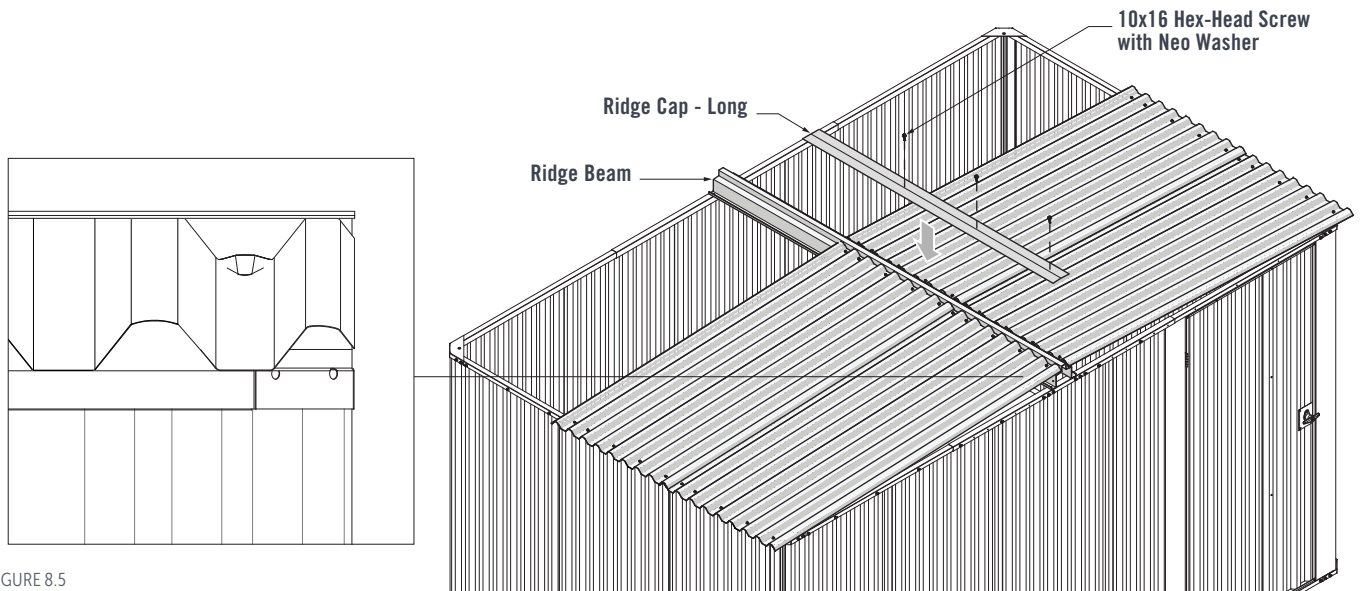 10x16 Hex-Head Screw
with Neo Washer
Ridge Cap - Long
Ridge Beam
GURE 8.5